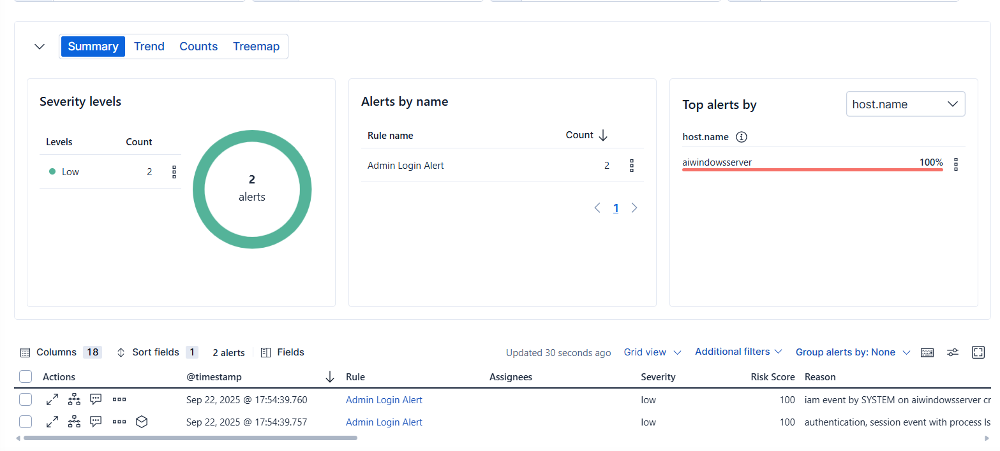 Summary Trend Counts Treemap
Severity levels
Levels Count
Low 2
2
alerts
Alerts by name
Rule name Count
Admin Login Alert 2
1
Top alerts by host.name
host.name
aiwindowsserver 100%
Columns 18 Sort fields 1 2 alerts Fields Updated 30 seconds ago Grid view Additional filters Group alerts by: None
Actions @timestamp Rule Assignees Severity Risk Score Reason
Sep 22, 2025 @ 17:54:39.760 Admin Login Alert low 100 iam event by SYSTEM on aiwindowsserver cr
Sep 22, 2025 @ 17:54:39.757 Admin Login Alert low 100 authentication, session event with process ls